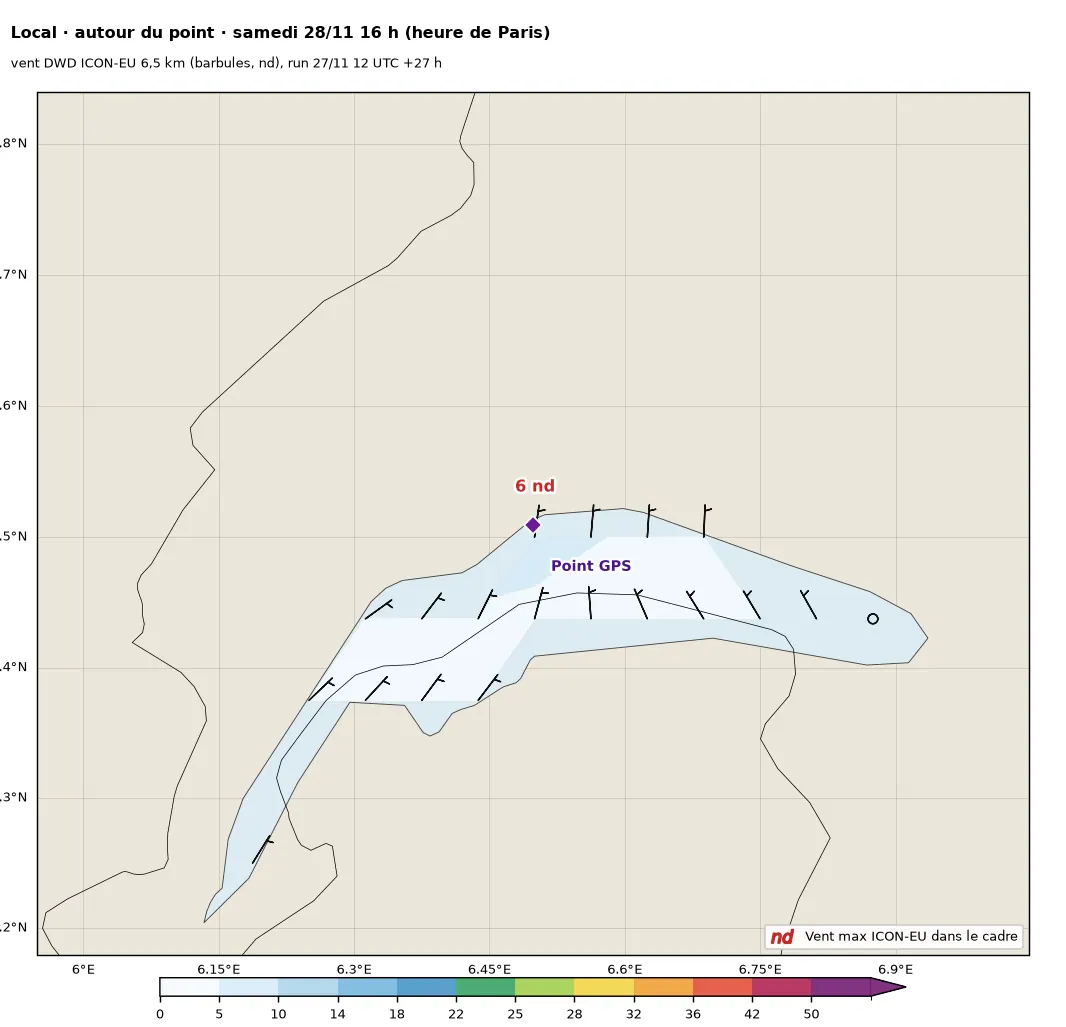 Local · autour du point · samedi 28/11 16 h (heure de Paris)
vent DWD ICON-EU 6,5 km (barbules, nd), run 27/11 12 UTC +27 h
.8°N
.7°N
.6°N
6 nd
.5°N
Point GPS
.4°N
.3°N
.2°N
nd Vent max ICON-EU dans le cadre
6°E 6.15°E 6.3°E 6.45°E 6.6°E 6.75°E 6.9°E
0 5 10 14 18 22 25 28 32 36 42 50